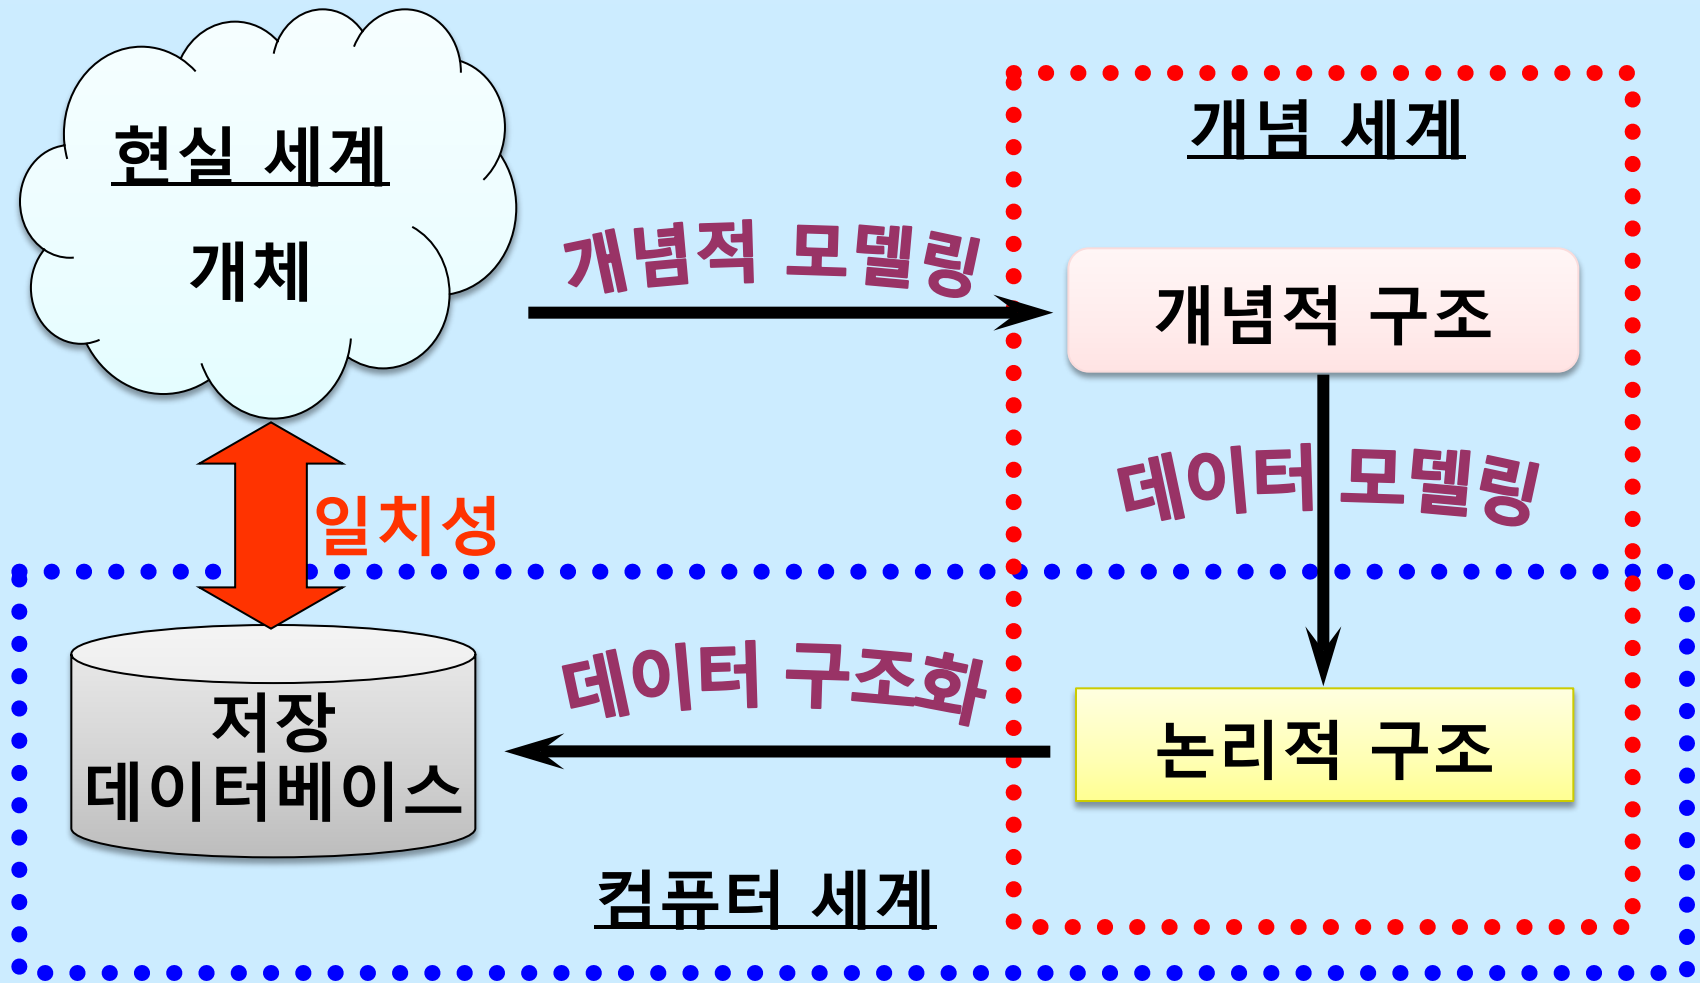 현실 세계
개체
개념적 모델링
개념 세계
개념적 구조
데이터 모델링
일치성
저장
데이터베이스
데이터 구조화
논리적 구조
컴퓨터 세계